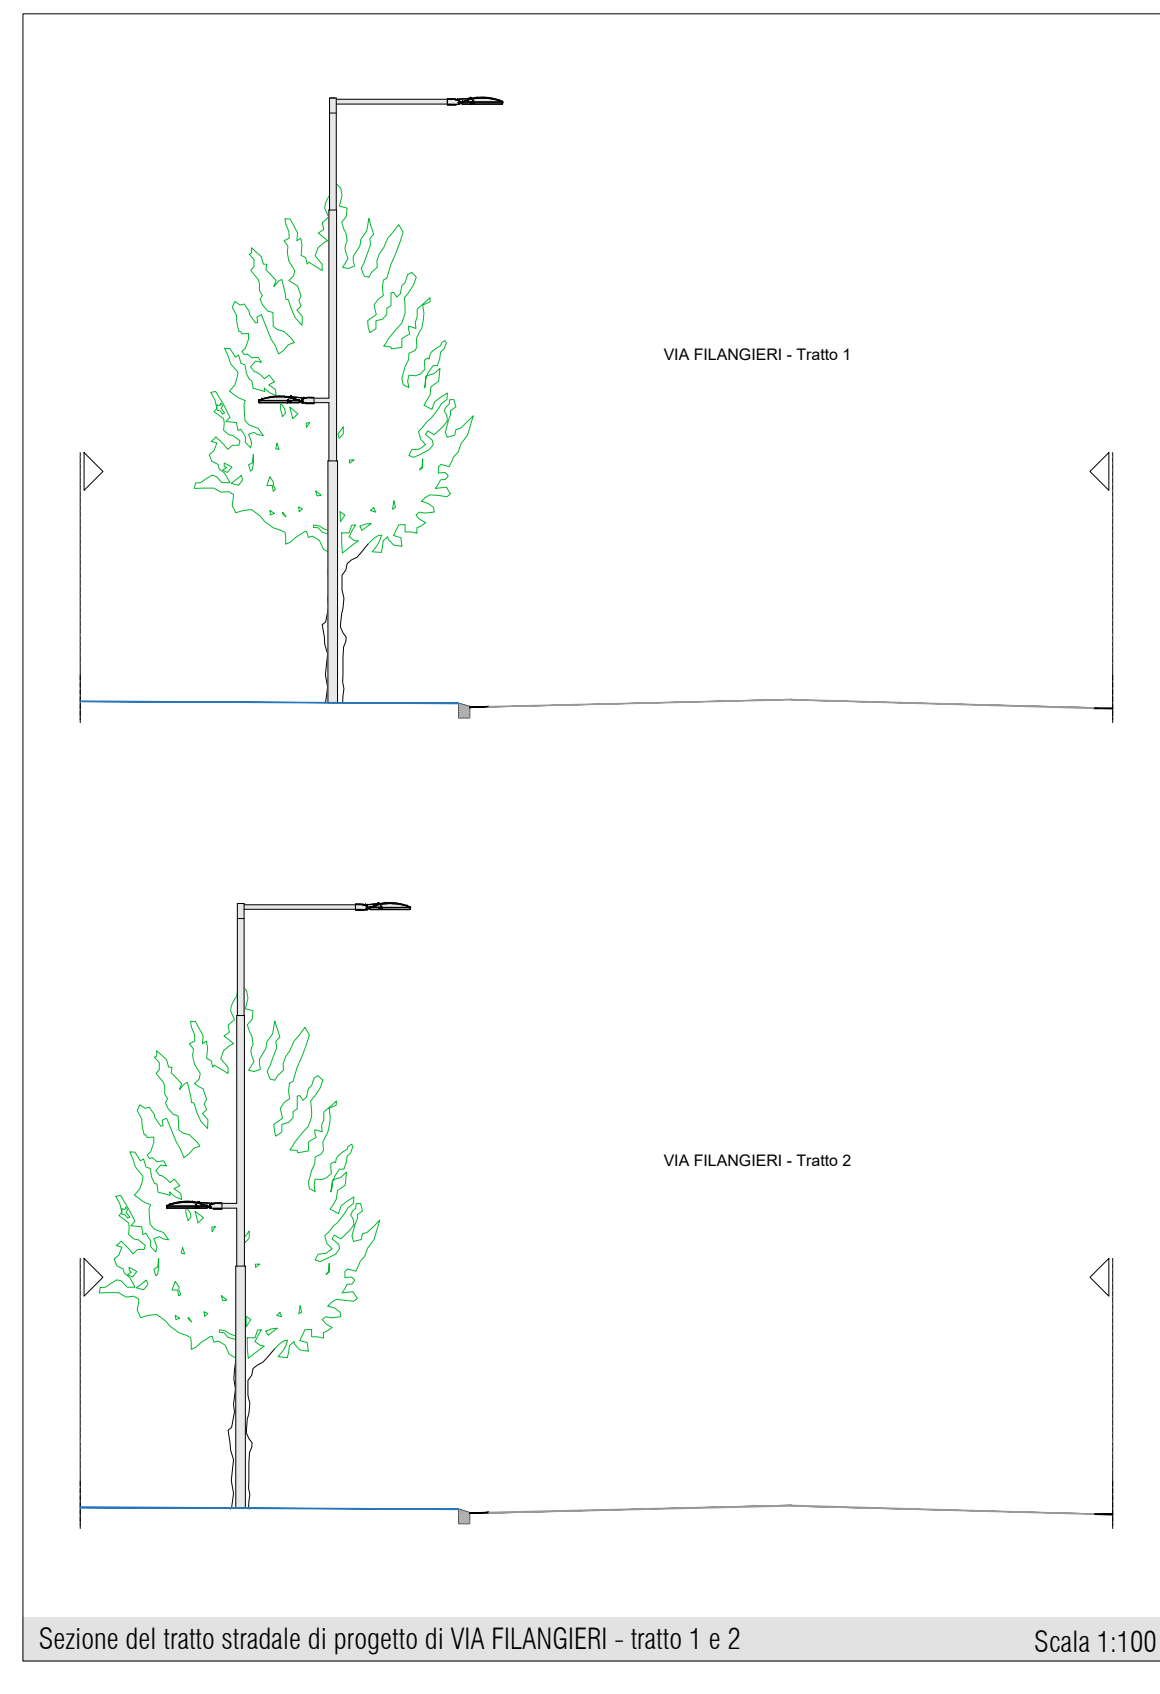 VIA FILANGIERI - Tratto 1
VIA FILANGIERI - Tratto 2
Sezione del tratto stradale di progetto di VIA FILANGIERI - tratto 1 e 2
Scala 1:100